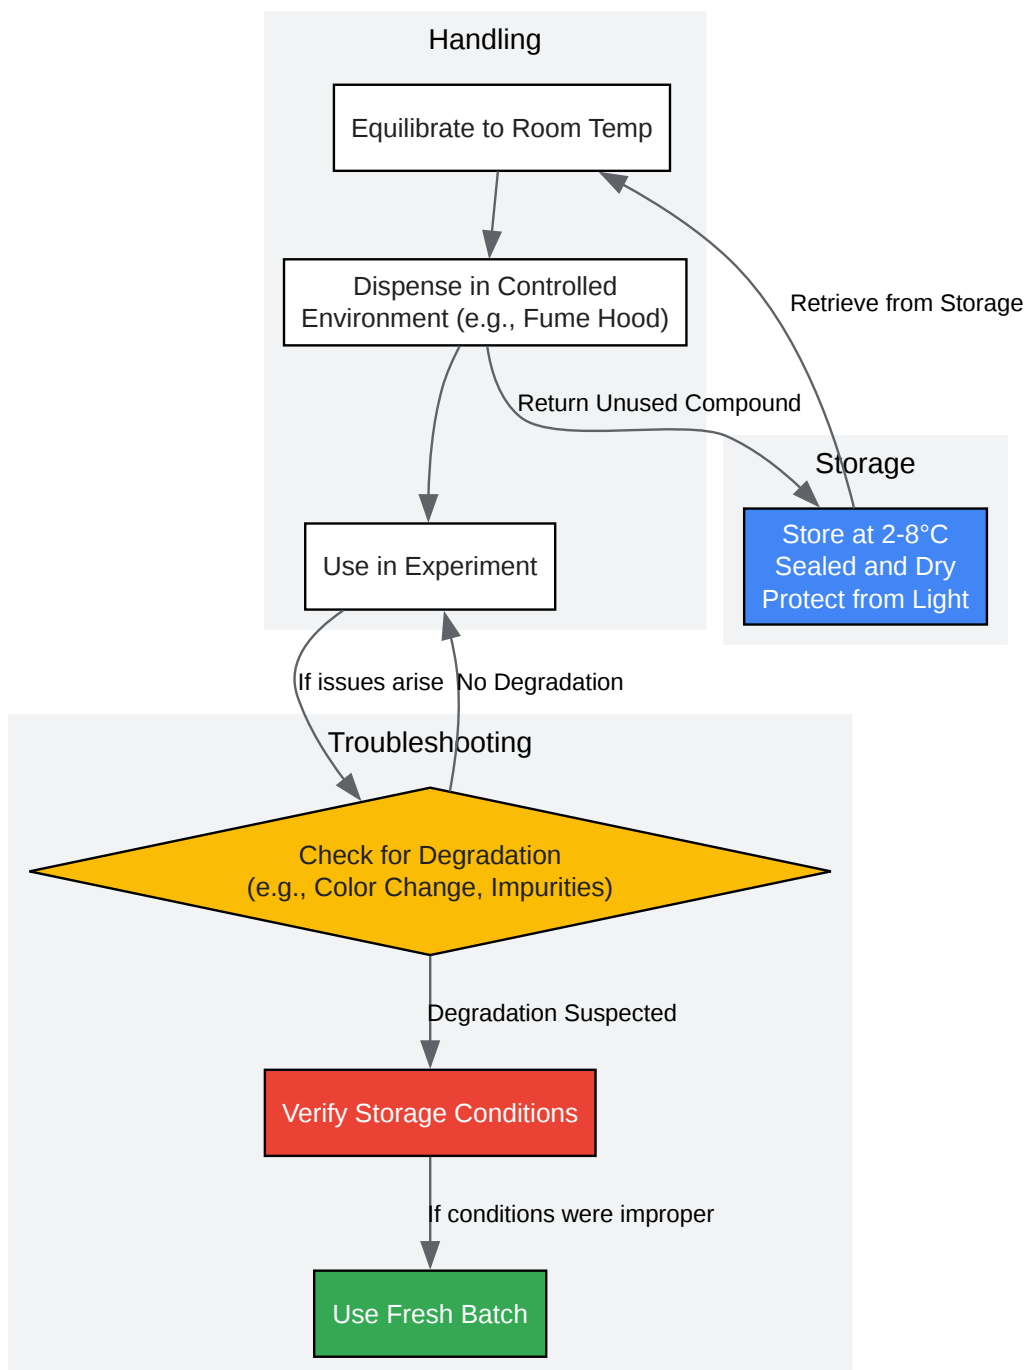 Handling
Equilibrate to Room Temp
Dispense in Controlled
Environment (e.g., Fume Hood)
Retrieve from Storage
Return Unused Compound
Storage
Store at 2-8°C
Sealed and Dry
Protect from Light
Use in Experiment
If issues arise
No Degradation
Troubleshooting
Check for Degradation
(e.g., Color Change, Impurities)
Degradation Suspected
Verify Storage Conditions
If conditions were improper
Use Fresh Batch